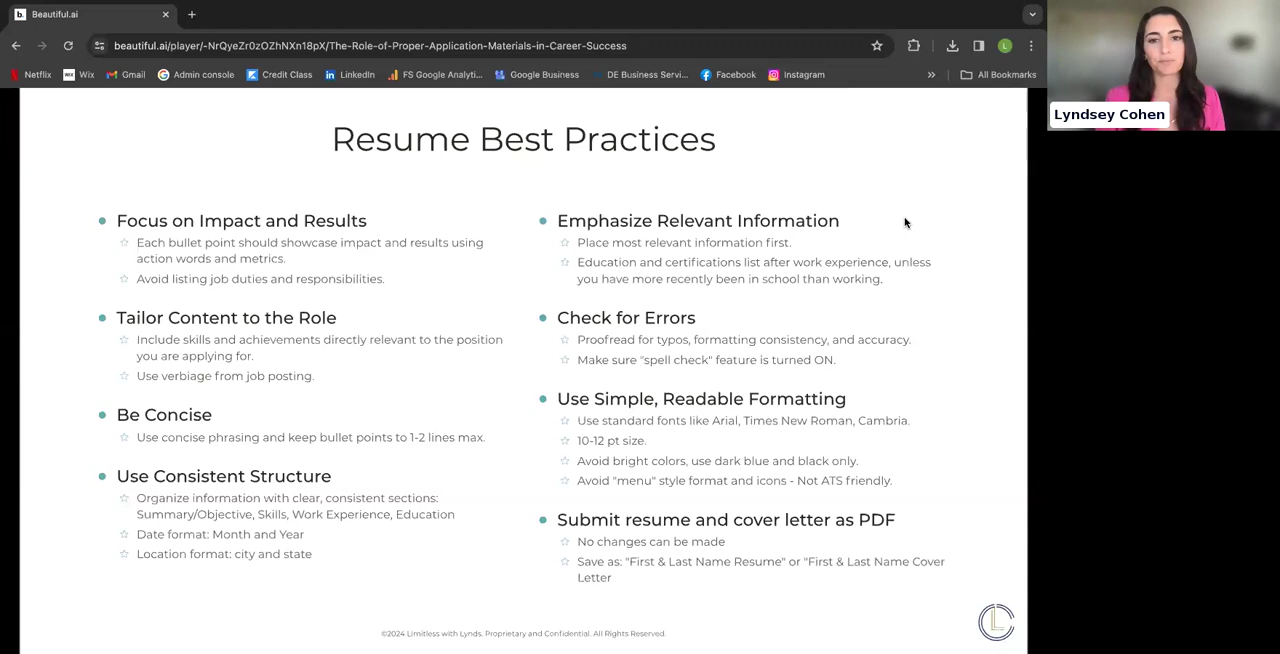 b. Beautiful.ai
beautiful.ai/player/-NrQyeZr0zOZhNXn18pX/The-Role-of-Proper-Application-Materials-in-Career-Success
L
Netflix
WIX Wix
Gmail
Admin console
Credit Class
in LinkedIn
FS Google Analyti...
Google Business
DE Business Servi...
Facebook
Instagram
All Bookmarks
Lyndsey Cohen
Resume Best Practices
Focus on Impact and Results
Each bullet point should showcase impact and results using
action words and metrics.
Avoid listing job duties and responsibilities.
Tailor Content to the Role
Include skills and achievements directly relevant to the position
you are applying for.
Use verbiage from job posting.
Be Concise
Use concise phrasing and keep bullet points to 1-2 lines max.
Use Consistent Structure
Organize information with clear, consistent sections:
Summary/Objective, Skills, Work Experience, Education
Date format: Month and Year
Location format: city and state
Emphasize Relevant Information
Place most relevant information first.
Education and certifications list after work experience, unless
you have more recently been in school than working.
Check for Errors
Proofread for typos, formatting consistency, and accuracy.
Make sure "spell check" feature is turned ON.
Use Simple, Readable Formatting
Use standard fonts like Arial, Times New Roman, Cambria.
10-12 pt size.
Avoid bright colors, use dark blue and black only.
Avoid "menu" style format and icons - Not ATS friendly.
Submit resume and cover letter as PDF
No changes can be made
Save as: "First & Last Name Resume" or "First & Last Name Cover
Letter
©2024 Limitless with Lynds. Proprietary and Confidential. All Rights Reserved.